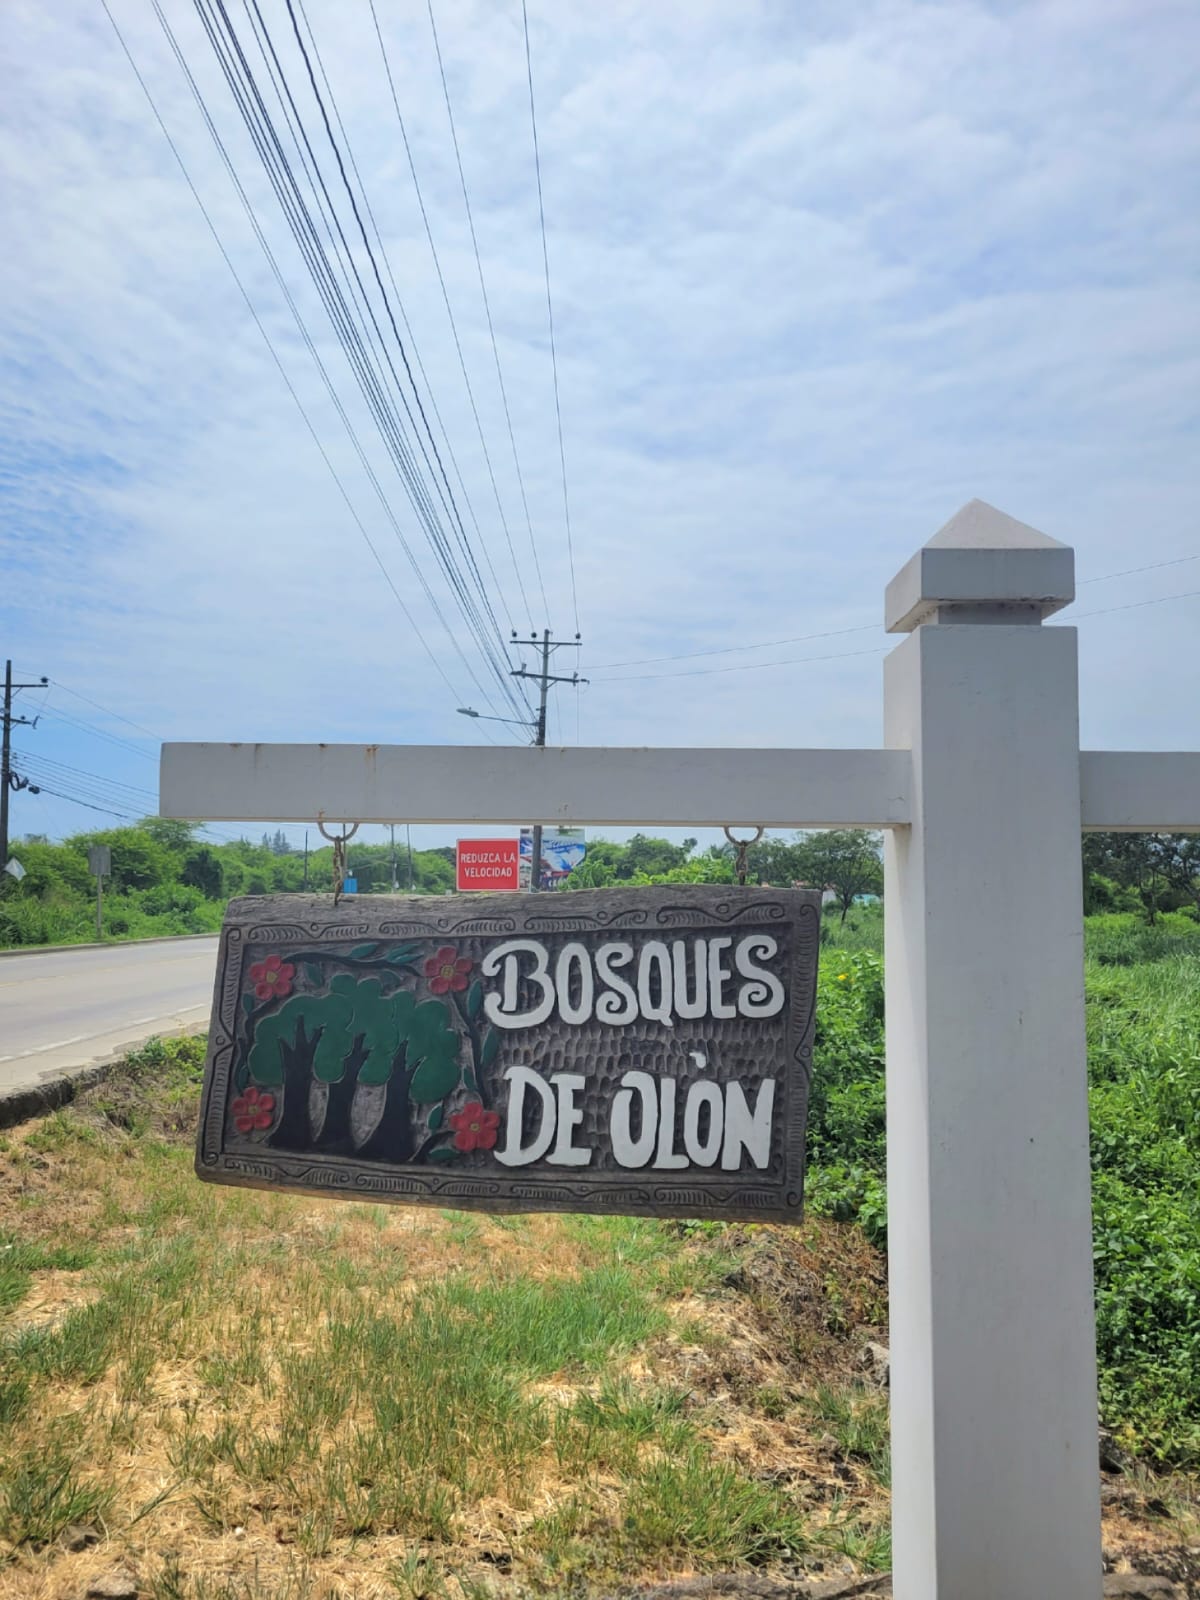 REDUZCA LA
VELOCIDAD
BOSQUES
DE OLÒN